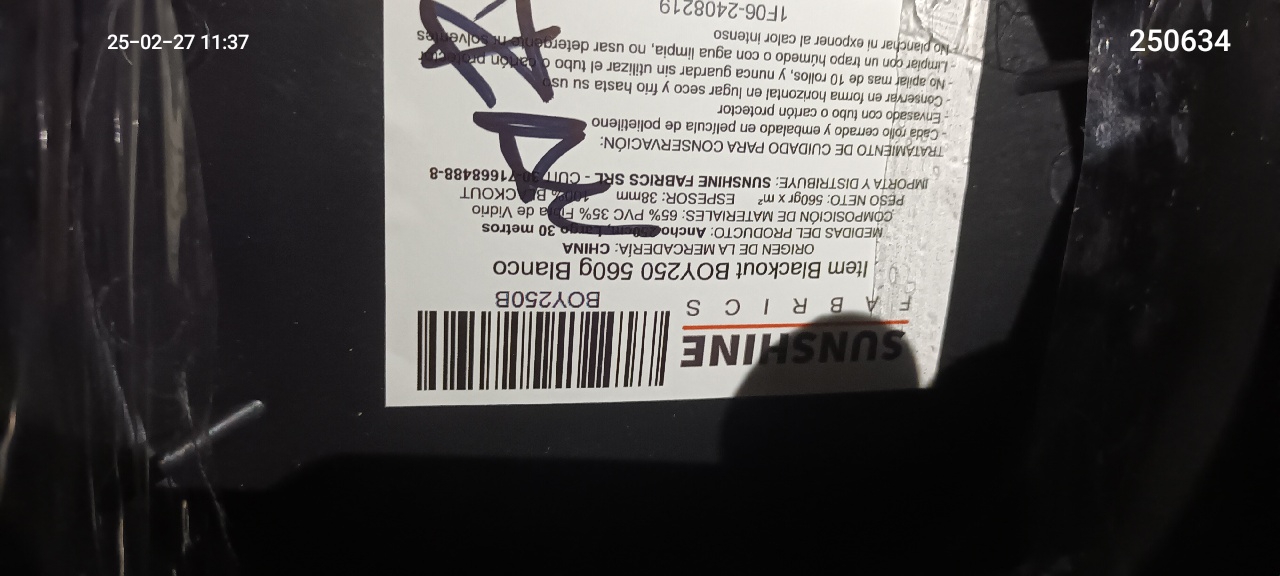 25-02-27 11:37
250634
SUNSHINE
FABRICS
BOY250B
Item Blackout BOY250 560g Blanco
ORIGEN DE LA MERCADERÍA: CHINA
MEDIDAS DEL PRODUCTO: Ancho 250cm, Largo 30 metros
COMPOSICIÓN DE MATERIALES: 65% PVC 35% Fibra de Vidrio
PESO NETO: 560gr x m² ESPESOR: 38mm 100% BLACKOUT
IMPORTA Y DISTRIBUYE: SUNSHINE FABRICS SRL - CUIT 30-71668488-8
TRATAMIENTO DE CUIDADO PARA CONSERVACIÓN:
- Cada rollo cerrado y embalado en película de polietileno
- Envasado con tubo o cartón protector
- Conservar en forma horizontal en lugar seco y frio hasta su uso
- No apilar mas de 10 rollos, y nunca guardar sin utilizar el tubo o cartón protector
- Limpiar con un trapo húmedo o con agua limpia, no usar detergente ni solventes
- No planchar ni exponer al calor intenso
1F06-2408219